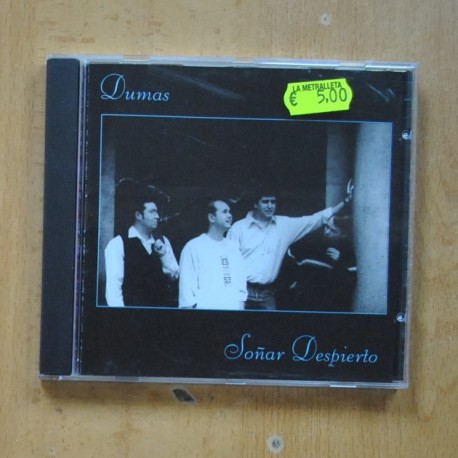 Dumas
LA METRALLETA
€ 5,00
Soñar Despierto